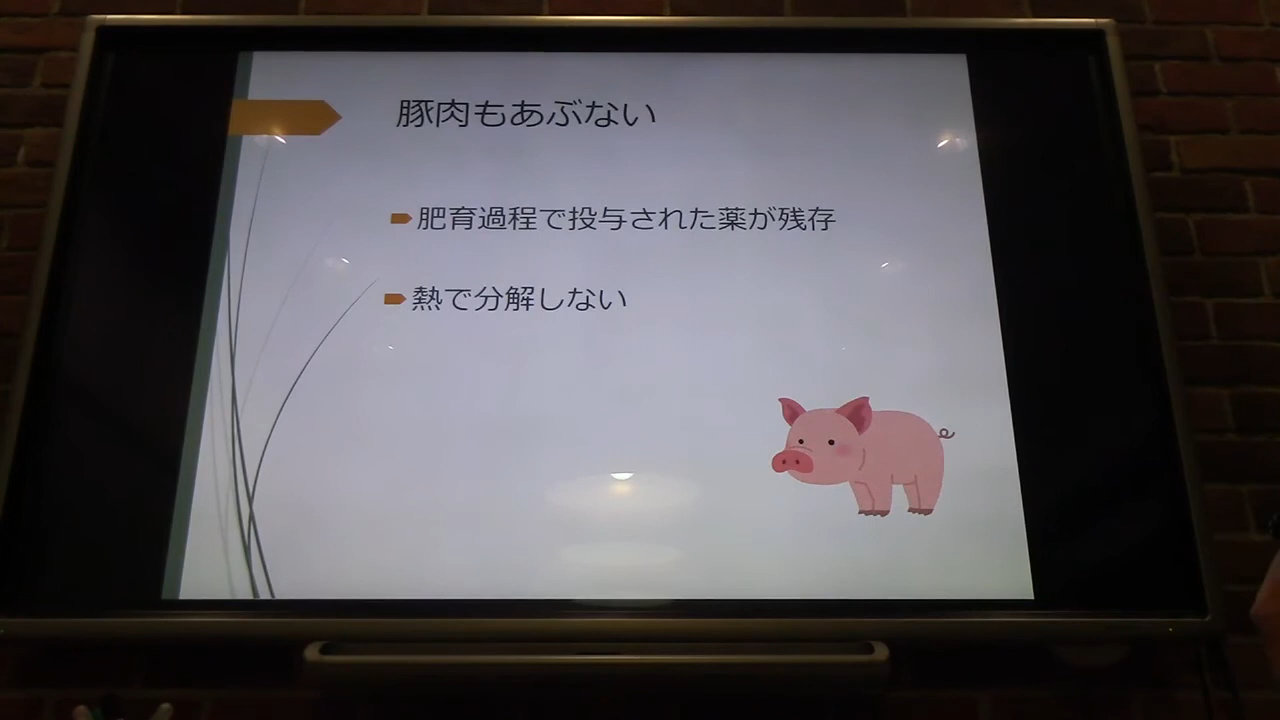 豚肉もあぶない
肥育過程で投与された薬が残存
熱で分解しない